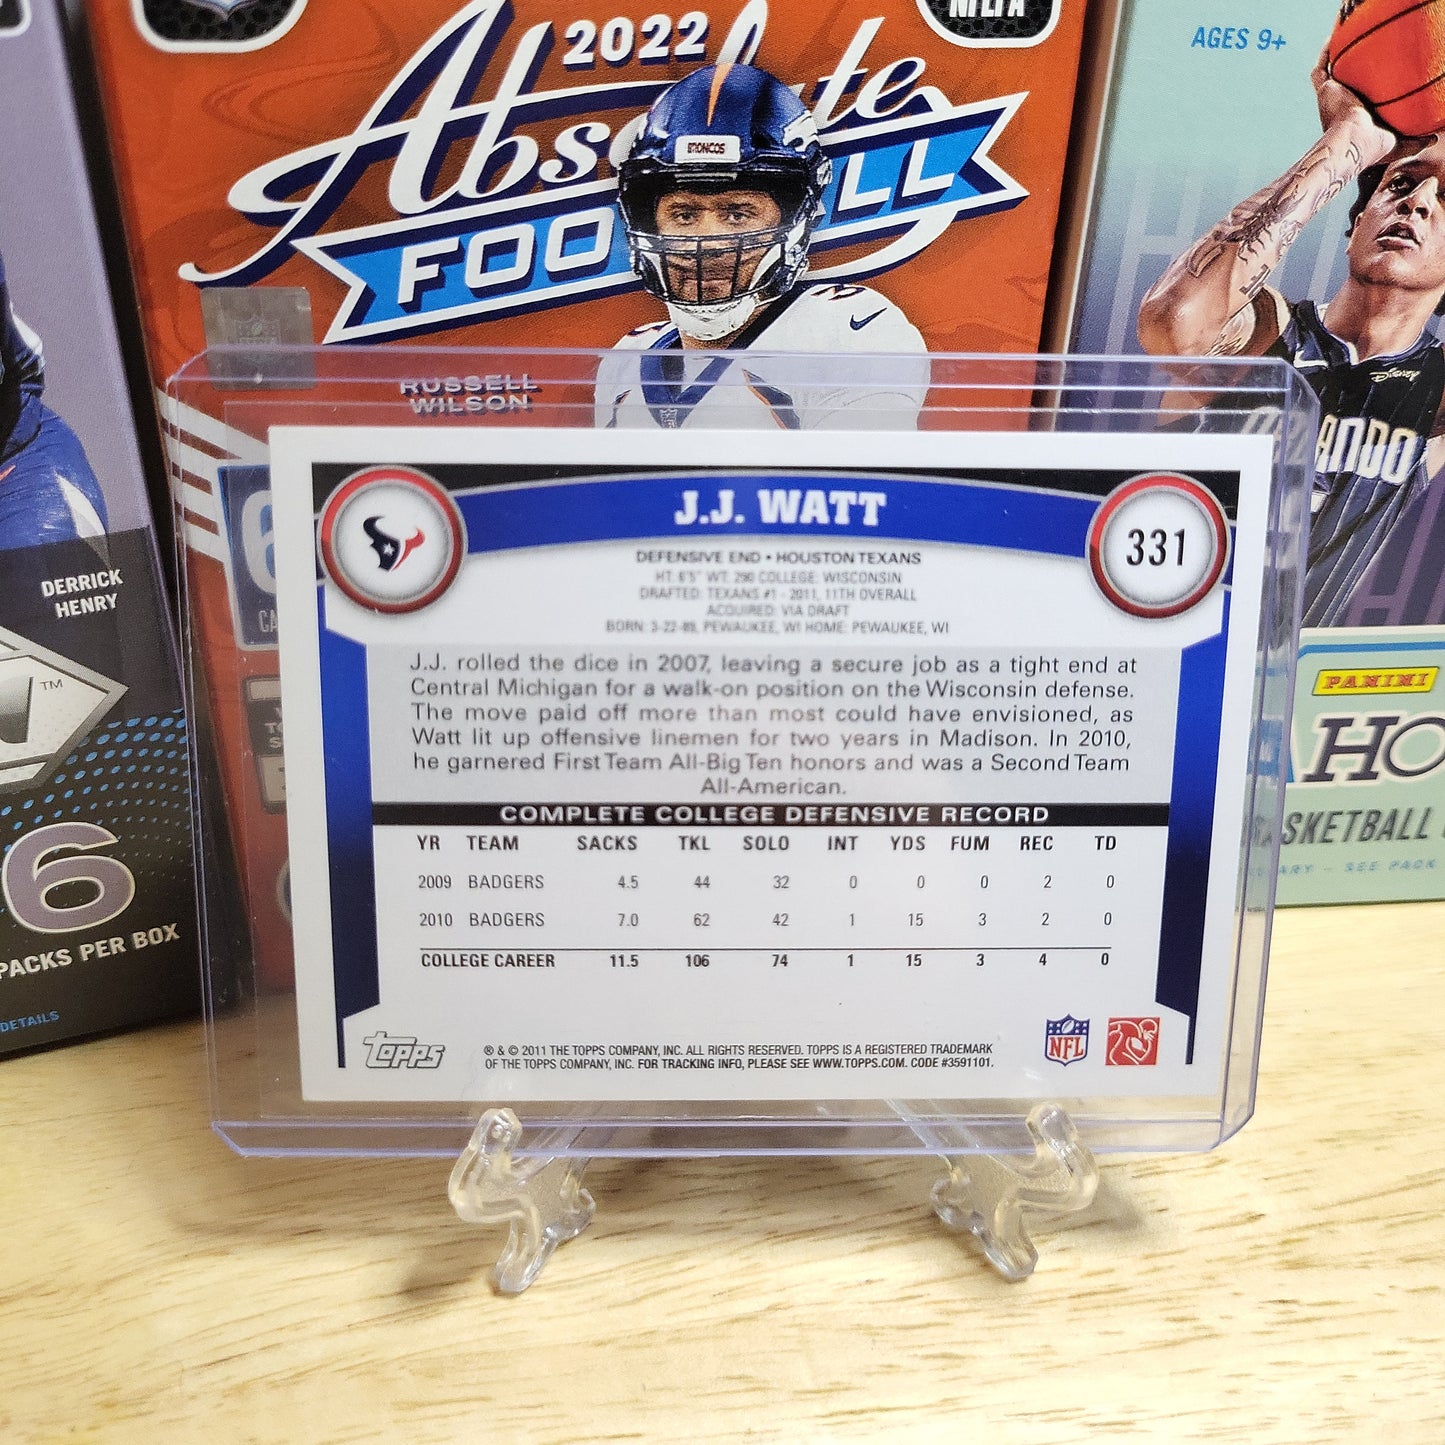 2022
Absolute
FOOTBALL
BRONCOS
RUSSELL
WILSON
AGES 9+
Disney
PANINI
HO
BASKETBALL
SEE PACK
DERRICK
HENRY
TM
6
PACKS PER BOX
DETAILS
J.J. WATT
331
DEFENSIVE END • HOUSTON TEXANS
HT: 6'5" WT: 290 COLLEGE: WISCONSIN
DRAFTED: TEXANS #1 - 2011, 11TH OVERALL
ACQUIRED: VIA DRAFT
BORN: 3-22-89, PEWAUKEE, WI HOME: PEWAUKEE, WI
J.J. rolled the dice in 2007, leaving a secure job as a tight end at
Central Michigan for a walk-on position on the Wisconsin defense.
The move paid off more than most could have envisioned, as
Watt lit up offensive linemen for two years in Madison. In 2010,
he garnered First Team All-Big Ten honors and was a Second Team
All-American.
COMPLETE COLLEGE DEFENSIVE RECORD
YR TEAM SACKS TKL SOLO INT YDS FUM REC TD
2009 BADGERS 4.5 44 32 0 0 0 2 0
2010 BADGERS 7.0 62 42 1 15 3 2 0
COLLEGE CAREER 11.5 106 74 1 15 3 4 0
topps
® & © 2011 THE TOPPS COMPANY, INC. ALL RIGHTS RESERVED. TOPPS IS A REGISTERED TRADEMARK
OF THE TOPPS COMPANY, INC. FOR TRACKING INFO, PLEASE SEE WWW.TOPPS.COM. CODE #3591101.
NFL